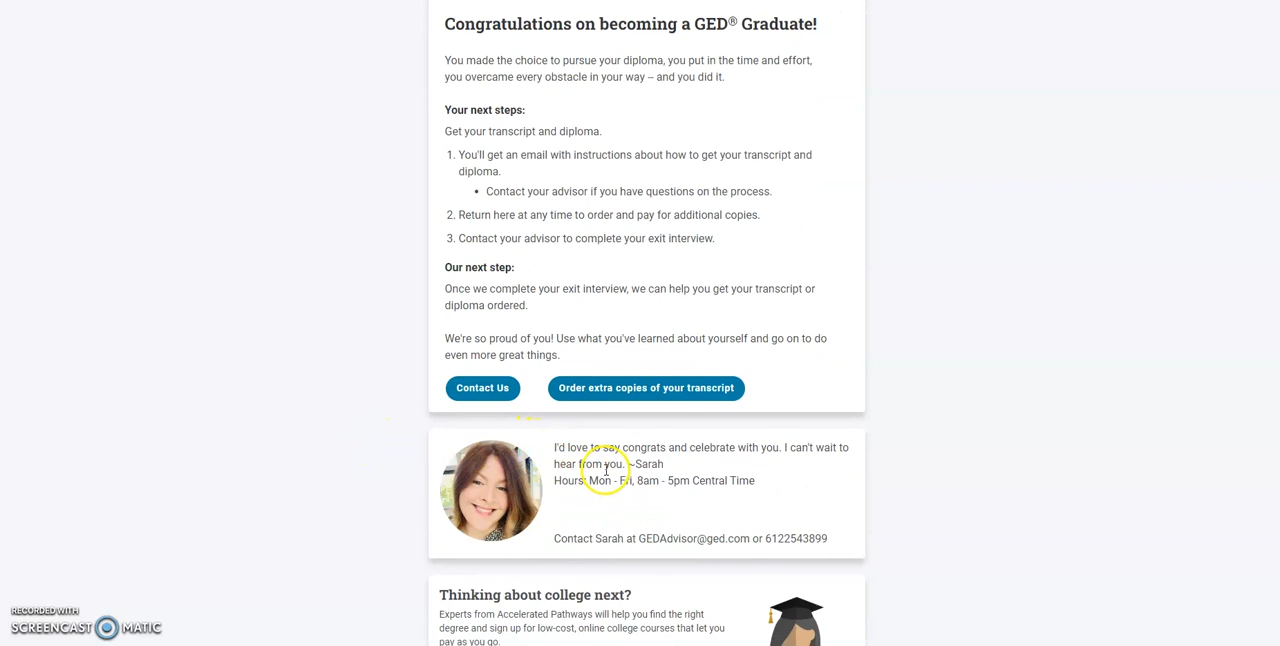 Congratulations on becoming a GED® Graduate!
You made the choice to pursue your diploma, you put in the time and effort,
you overcame every obstacle in your way – and you did it.
Your next steps:
Get your transcript and diploma.
1. You'll get an email with instructions about how to get your transcript and
diploma.
• Contact your advisor if you have questions on the process.
2. Return here at any time to order and pay for additional copies.
3. Contact your advisor to complete your exit interview.
Our next step:
Once we complete your exit interview, we can help you get your transcript or
diploma ordered.
We're so proud of you! Use what you've learned about yourself and go on to do
even more great things.
Contact Us
Order extra copies of your transcript
I'd love to say congrats and celebrate with you. I can't wait to
hear from you. ~Sarah
Hours: Mon - Fri, 8am - 5pm Central Time
Contact Sarah at GEDAdvisor@ged.com or 6122543899
Thinking about college next?
Experts from Accelerated Pathways will help you find the right
degree and sign up for low-cost, online college courses that let you
pay as you go.
RECORDED WITH
SCREENCAST MATIC